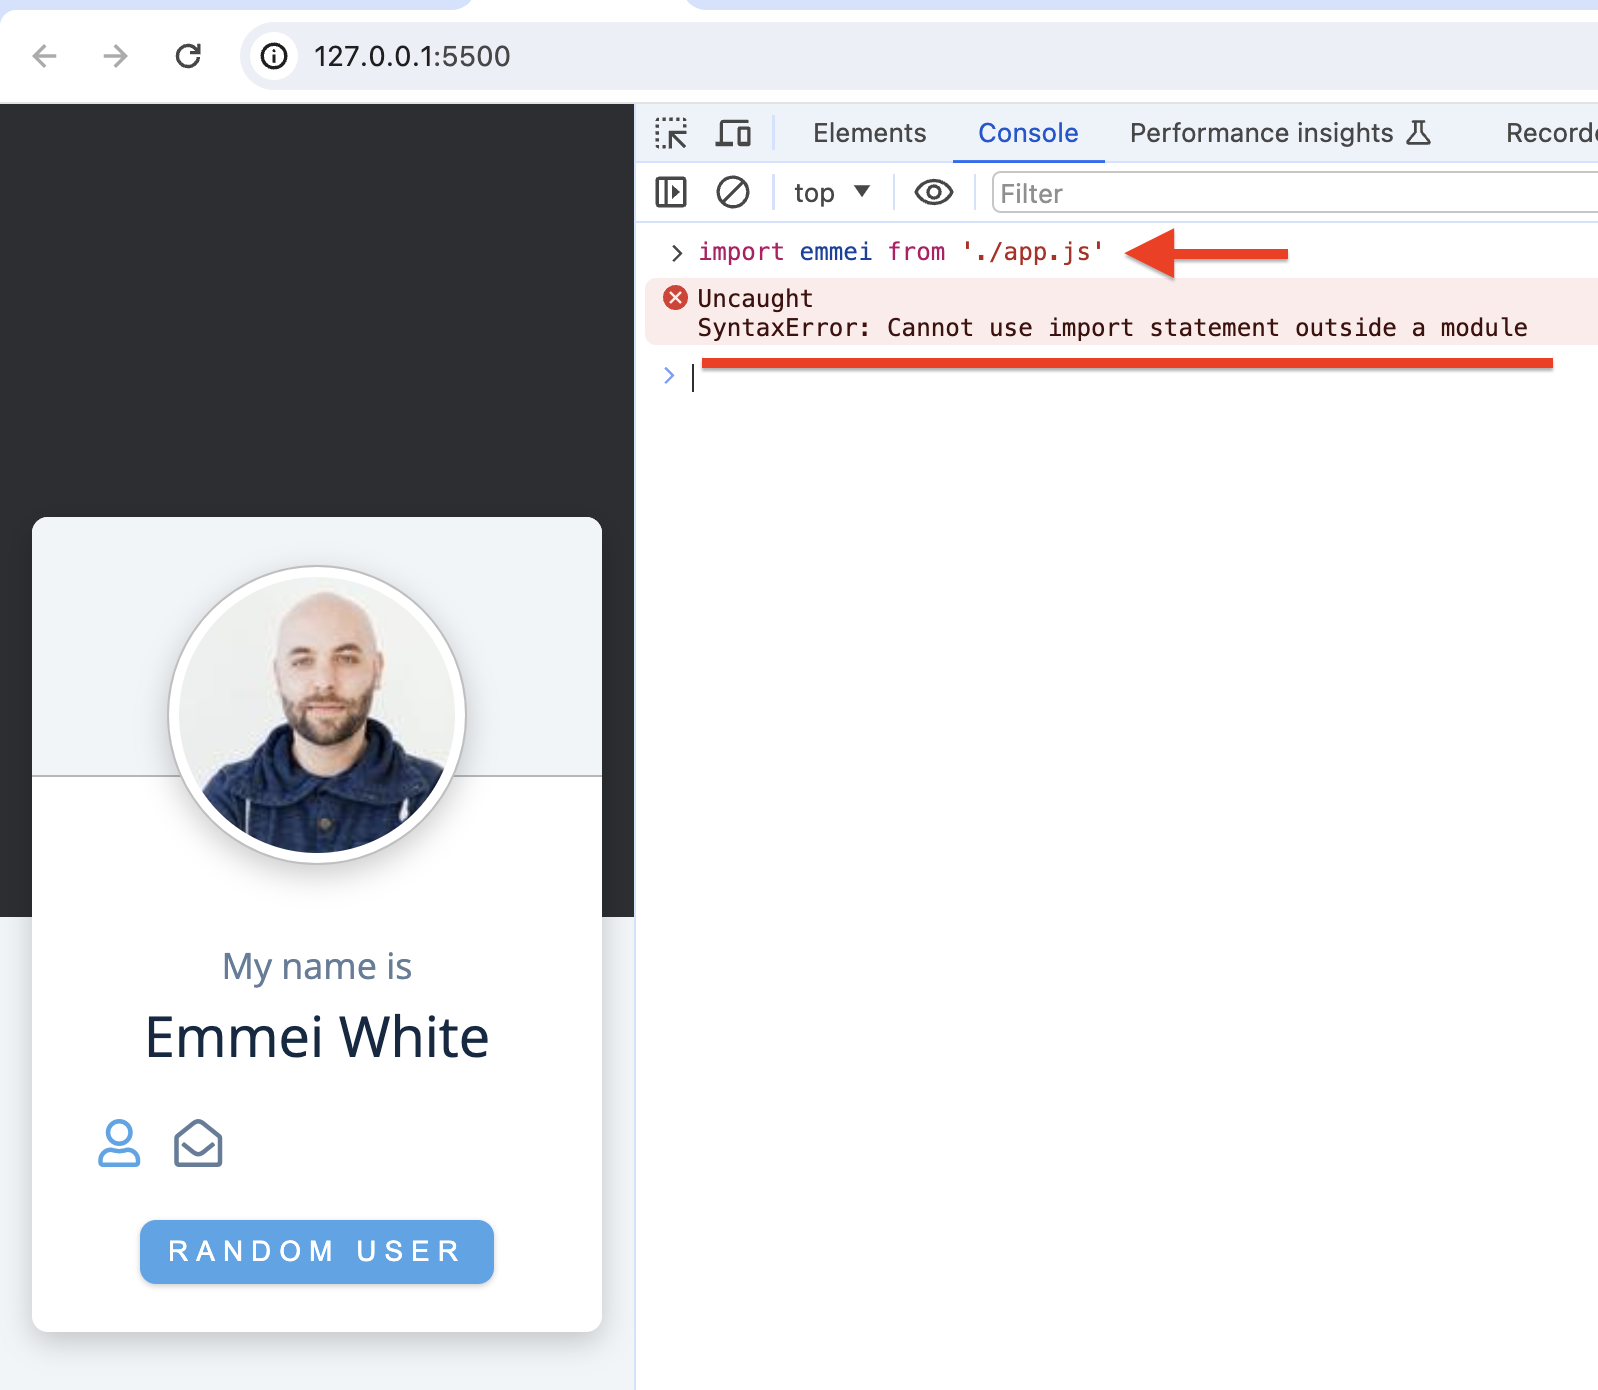 127.0.0.1:5500
Elements Console Performance insights
top Filter
import emmei from './app.js'
Uncaught
SyntaxError: Cannot use import statement outside a module
My name is
Emmei White
RANDOM USER